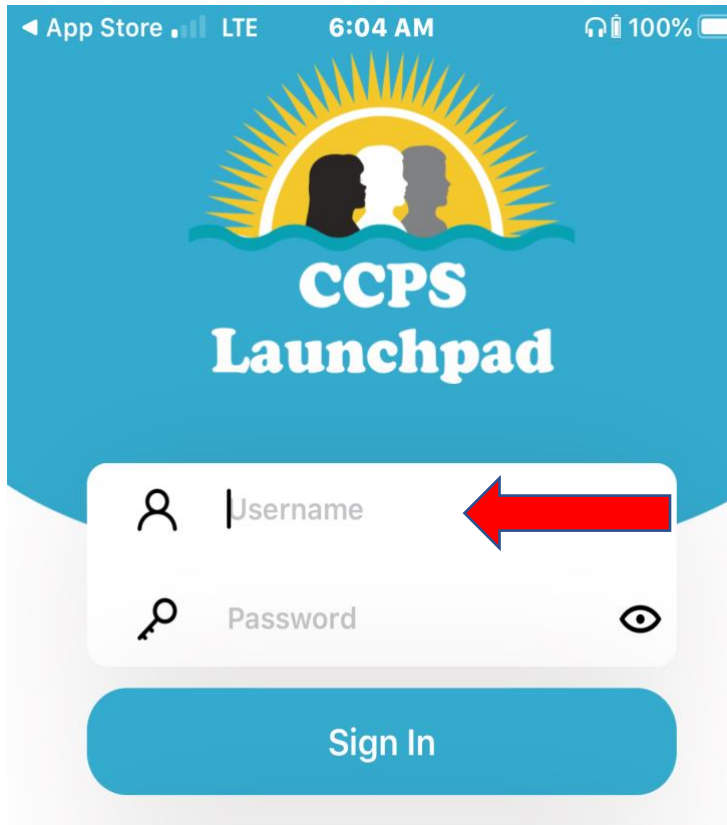 App Store LTE 6:04 AM 100%
CCPS
Launchpad
Username
Password
Sign In